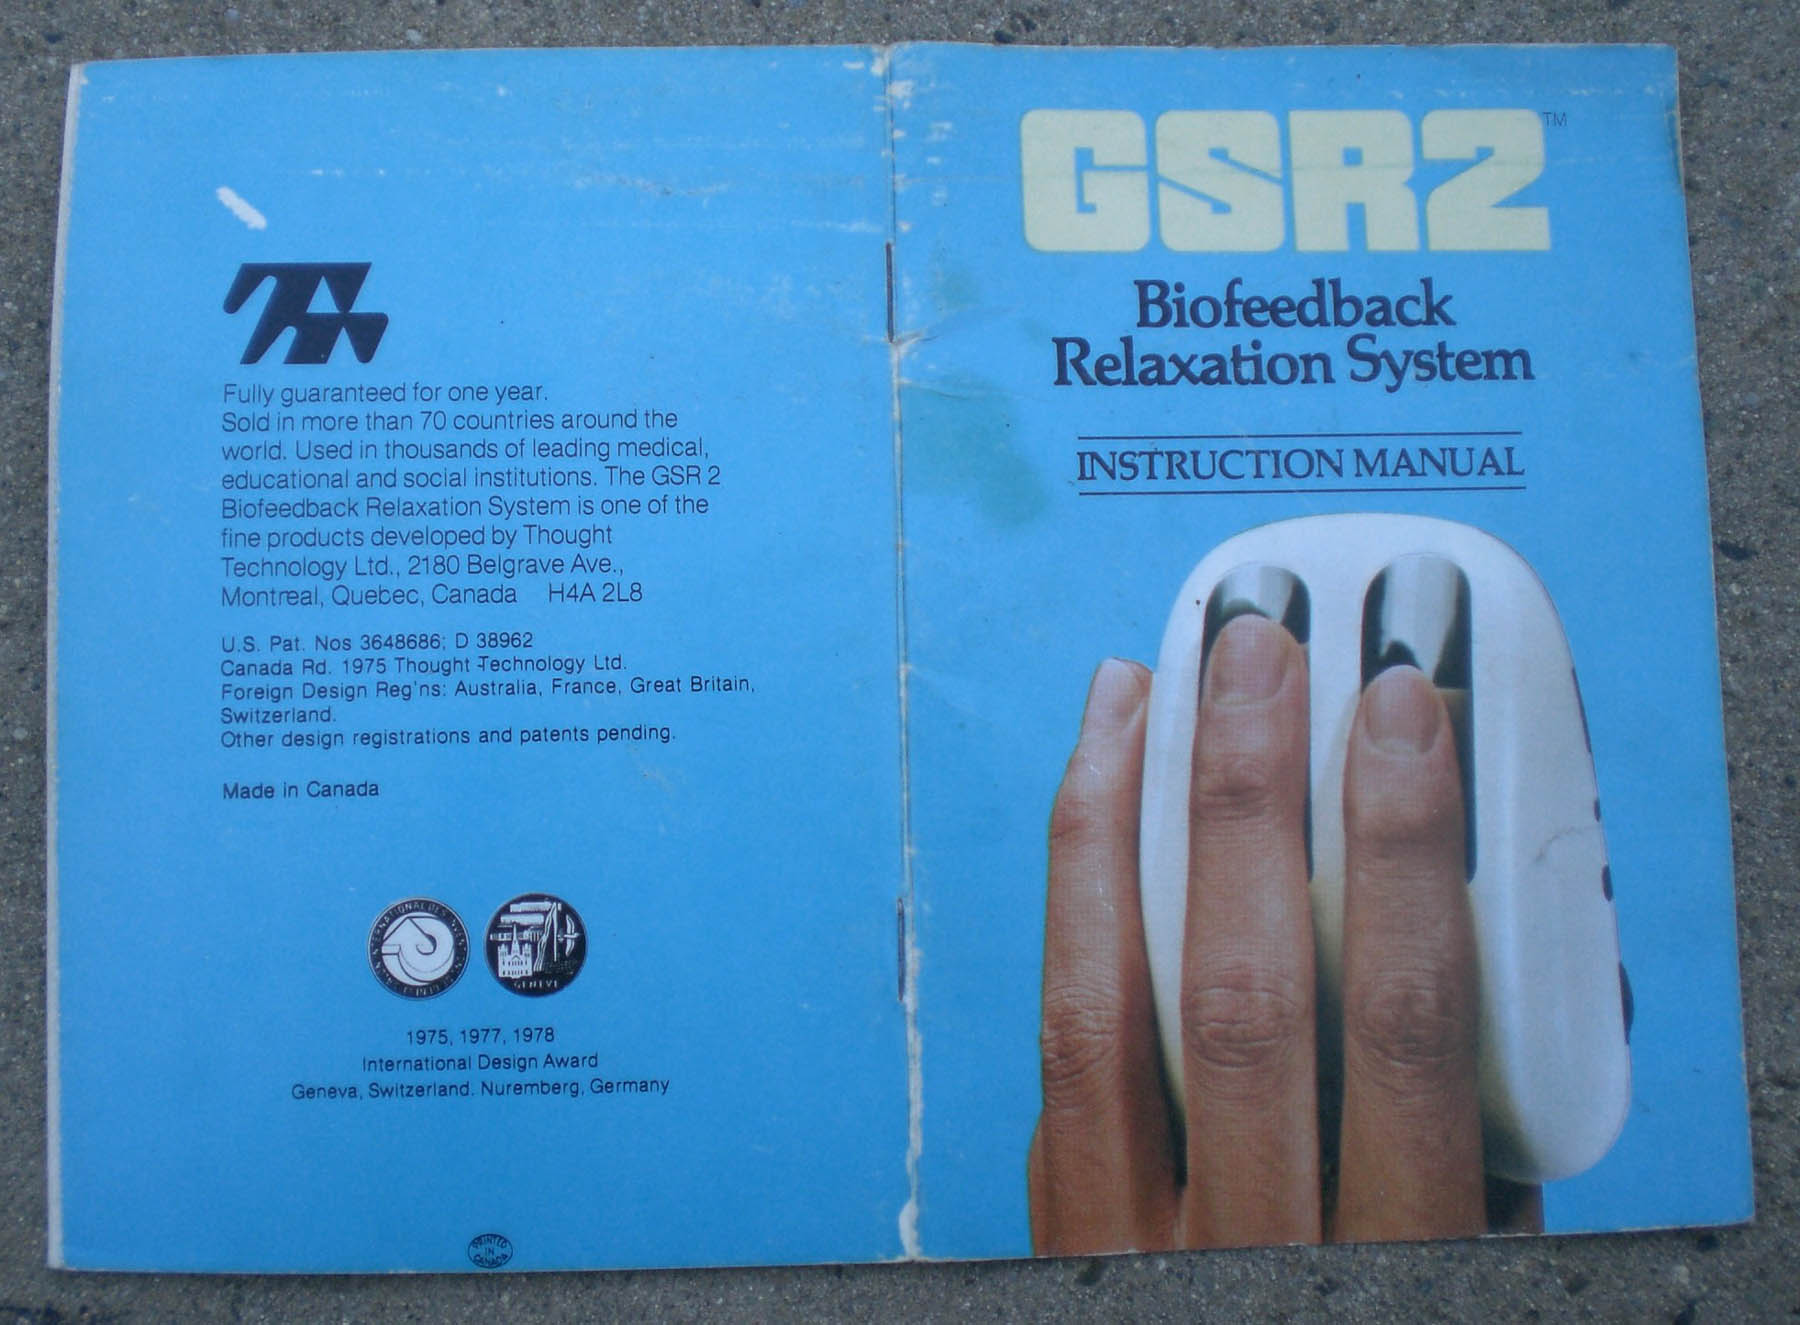 Fully guaranteed for one year.
Sold in more than 70 countries around the
world. Used in thousands of leading medical,
educational and social institutions. The GSR 2
Biofeedback Relaxation System is one of the
fine products developed by Thought
Technology Ltd., 2180 Belgrave Ave.,
Montreal, Quebec, Canada H4A 2L8
U.S. Pat. Nos 3648686; D 38962
Canada Rd. 1975 Thought Technology Ltd.
Foreign Design Reg'ns: Australia, France, Great Britain,
Switzerland.
Other design registrations and patents pending.
Made in Canada
GENEVE
1975, 1977, 1978
International Design Award
Geneva, Switzerland. Nuremberg, Germany
PRINTED
IN
CANADA
GSR2™
Biofeedback
Relaxation System
INSTRUCTION MANUAL